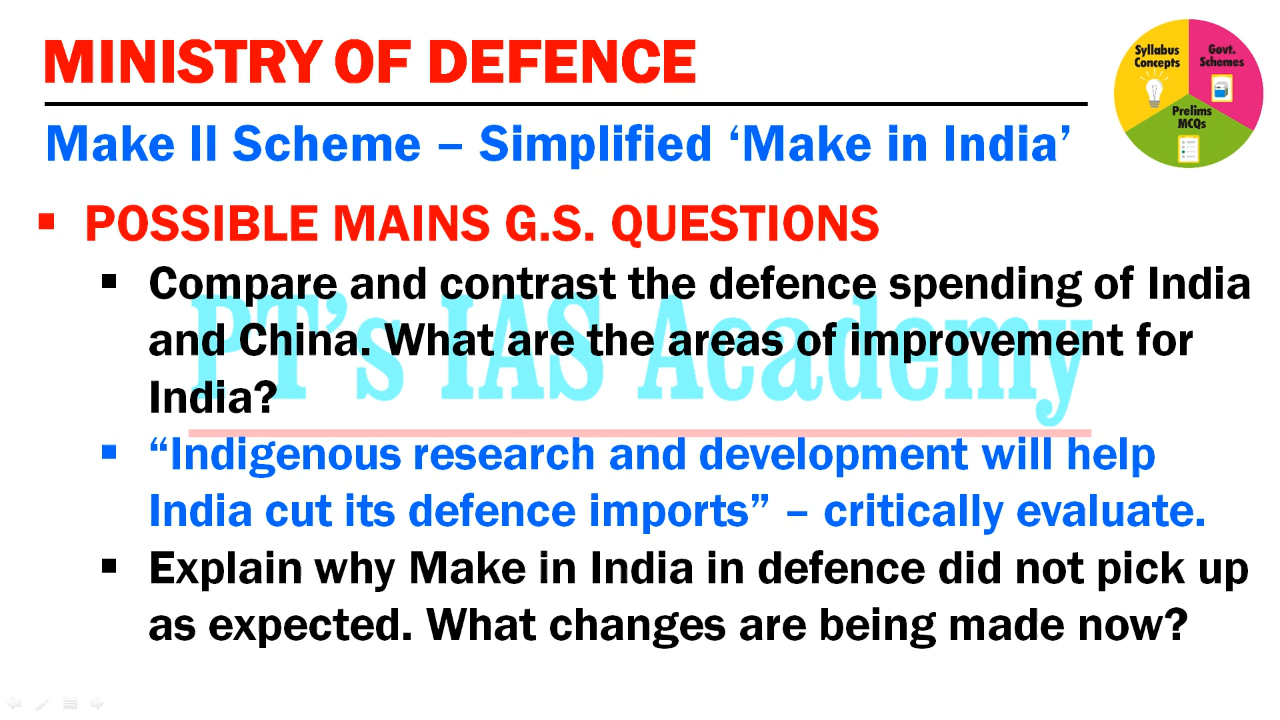 MINISTRY OF DEFENCE
Syllabus Concepts
Govt. Schemes
Prelims MCQs
Make II Scheme – Simplified ‘Make in India’
▪ POSSIBLE MAINS G.S. QUESTIONS
▪ Compare and contrast the defence spending of India
and China. What are the areas of improvement for
India?
PT’s IAS Academy
▪ “Indigenous research and development will help
India cut its defence imports” – critically evaluate.
▪ Explain why Make in India in defence did not pick up
as expected. What changes are being made now?